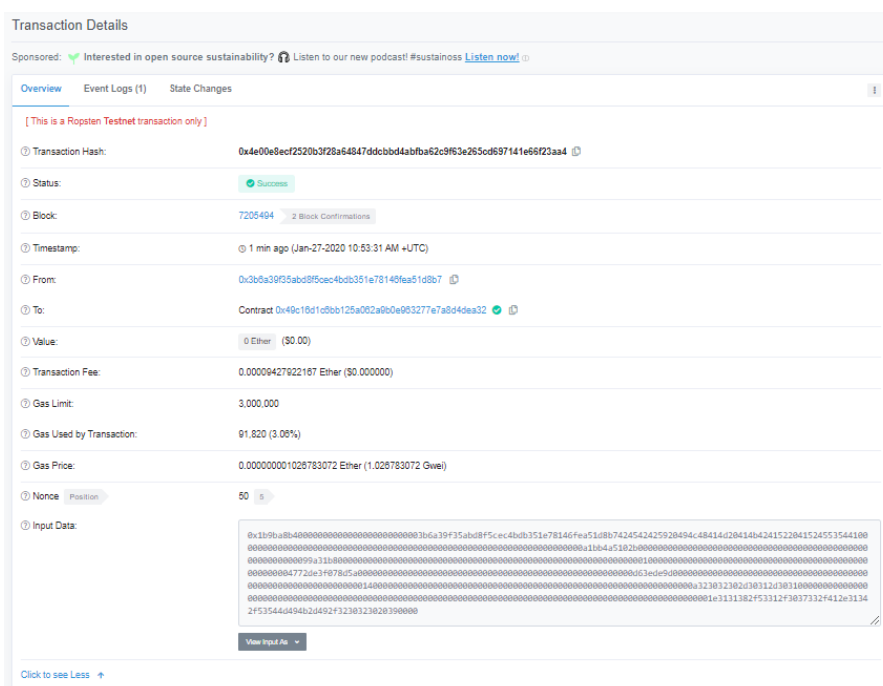 Transaction Details
Sponsored: Interested in open source sustainability? 🎧 Listen to our new podcast! #sustainoss Listen now!
Overview Event Logs (1) State Changes
[ This is a Ropsten Testnet transaction only ]
Transaction Hash: 0x4e00e8ecf2520b3f28a64847ddcbbd4abfba62c9f63e265cd697141e66f23aa4
Status: Success
Block: 7205494 2 Block Confirmations
Timestamp: 1 min ago (Jan-27-2020 10:53:31 AM +UTC)
From: 0x3b6a39f35abd8f5cec4bdb351e78146fea51d8b7
To: Contract 0x49c16d1c6bb125a062a9b0e963277e7a8d4dea32
Value: 0 Ether ($0.00)
Transaction Fee: 0.00009427922167 Ether ($0.000000)
Gas Limit: 3,000,000
Gas Used by Transaction: 91,820 (3.06%)
Gas Price: 0.000000001026783072 Ether (1.026783072 Gwei)
Nonce Position 50 5
Input Data:
2f53544d494b2d492f3230323020390000
View Input As
Click to see Less